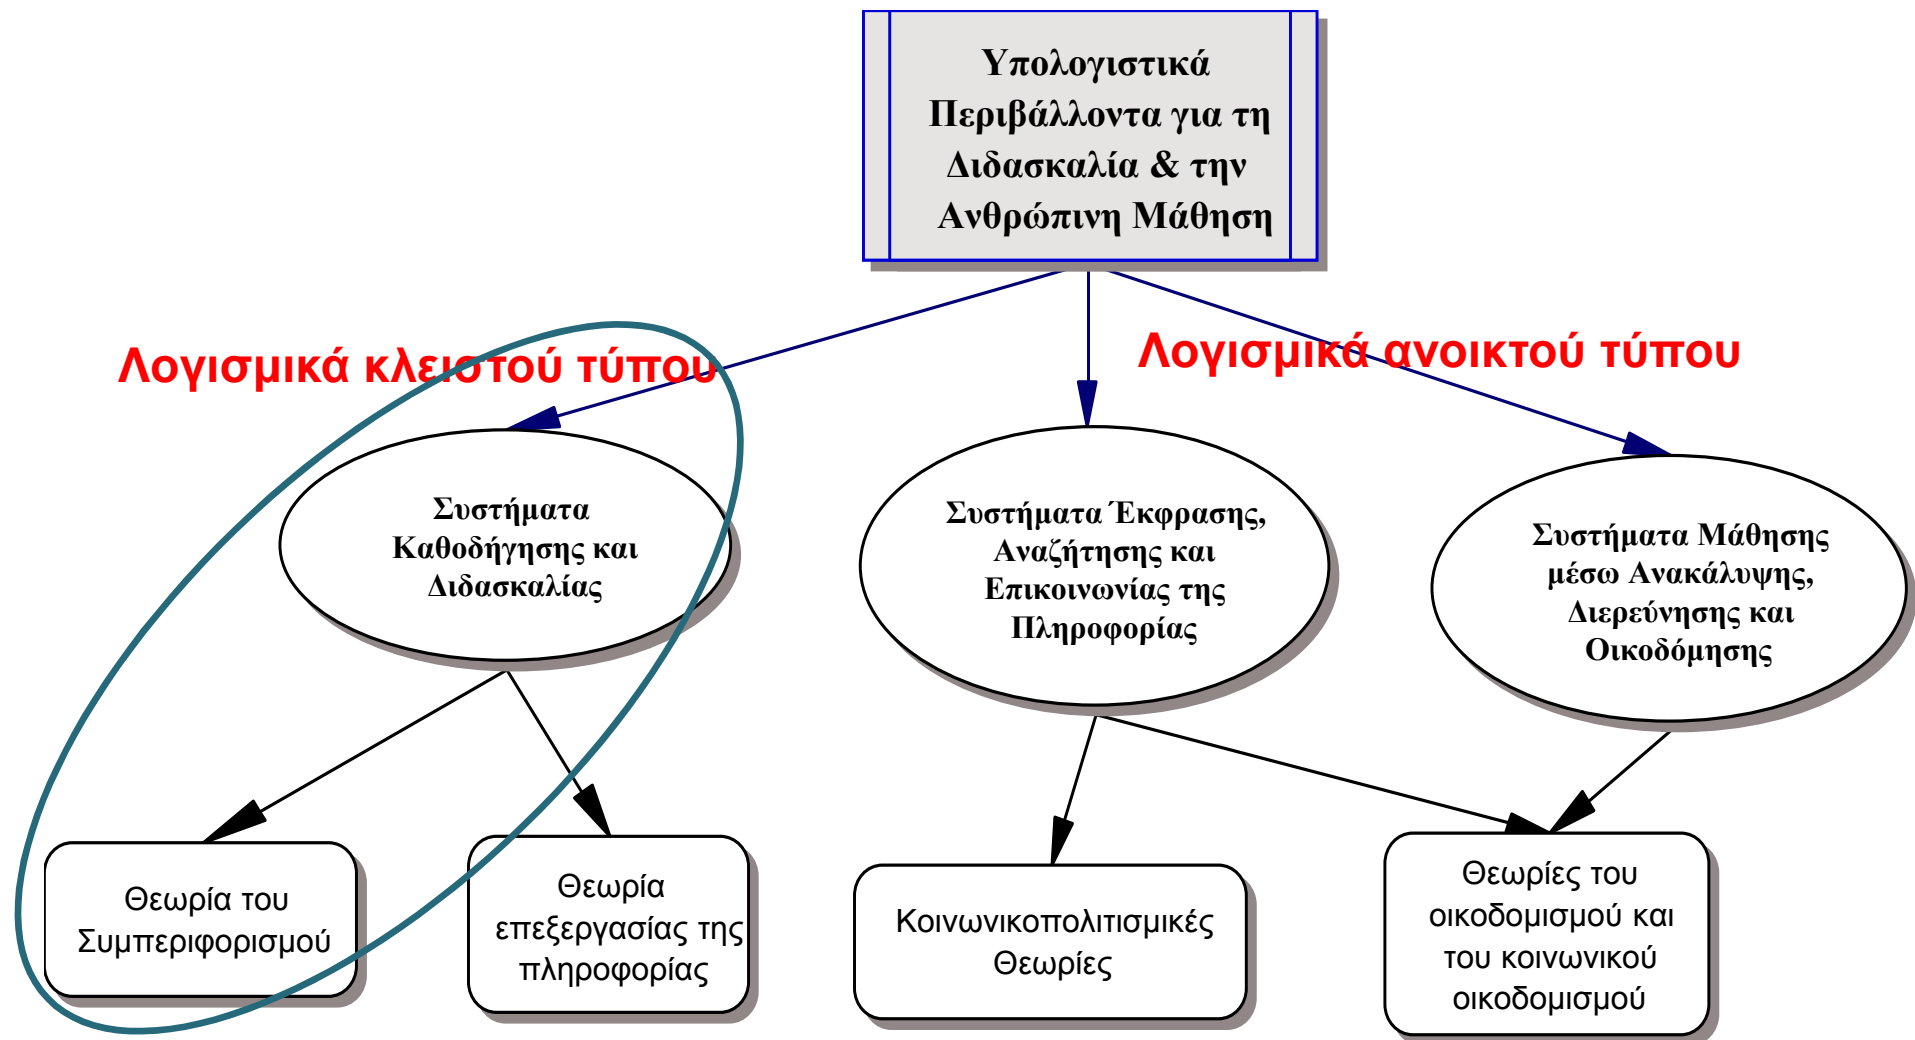 Υπολογιστικά
Περιβάλλοντα για τη
Διδασκαλία & την
Ανθρώπινη Μάθηση
Λογισμικά κλειστού τύπου
Λογισμικά ανοικτού τύπου
Συστήματα
Καθοδήγησης και
Διδασκαλίας
Συστήματα Έκφρασης,
Αναζήτησης και
Επικοινωνίας της
Πληροφορίας
Συστήματα Μάθησης
μέσω Ανακάλυψης,
Διερεύνησης και
Οικοδόμησης
Θεωρία του
Συμπεριφορισμού
Θεωρία
επεξεργασίας της
πληροφορίας
Κοινωνικοπολιτισμικές
Θεωρίες
Θεωρίες του
οικοδομισμού και
του κοινωνικού
οικοδομισμού